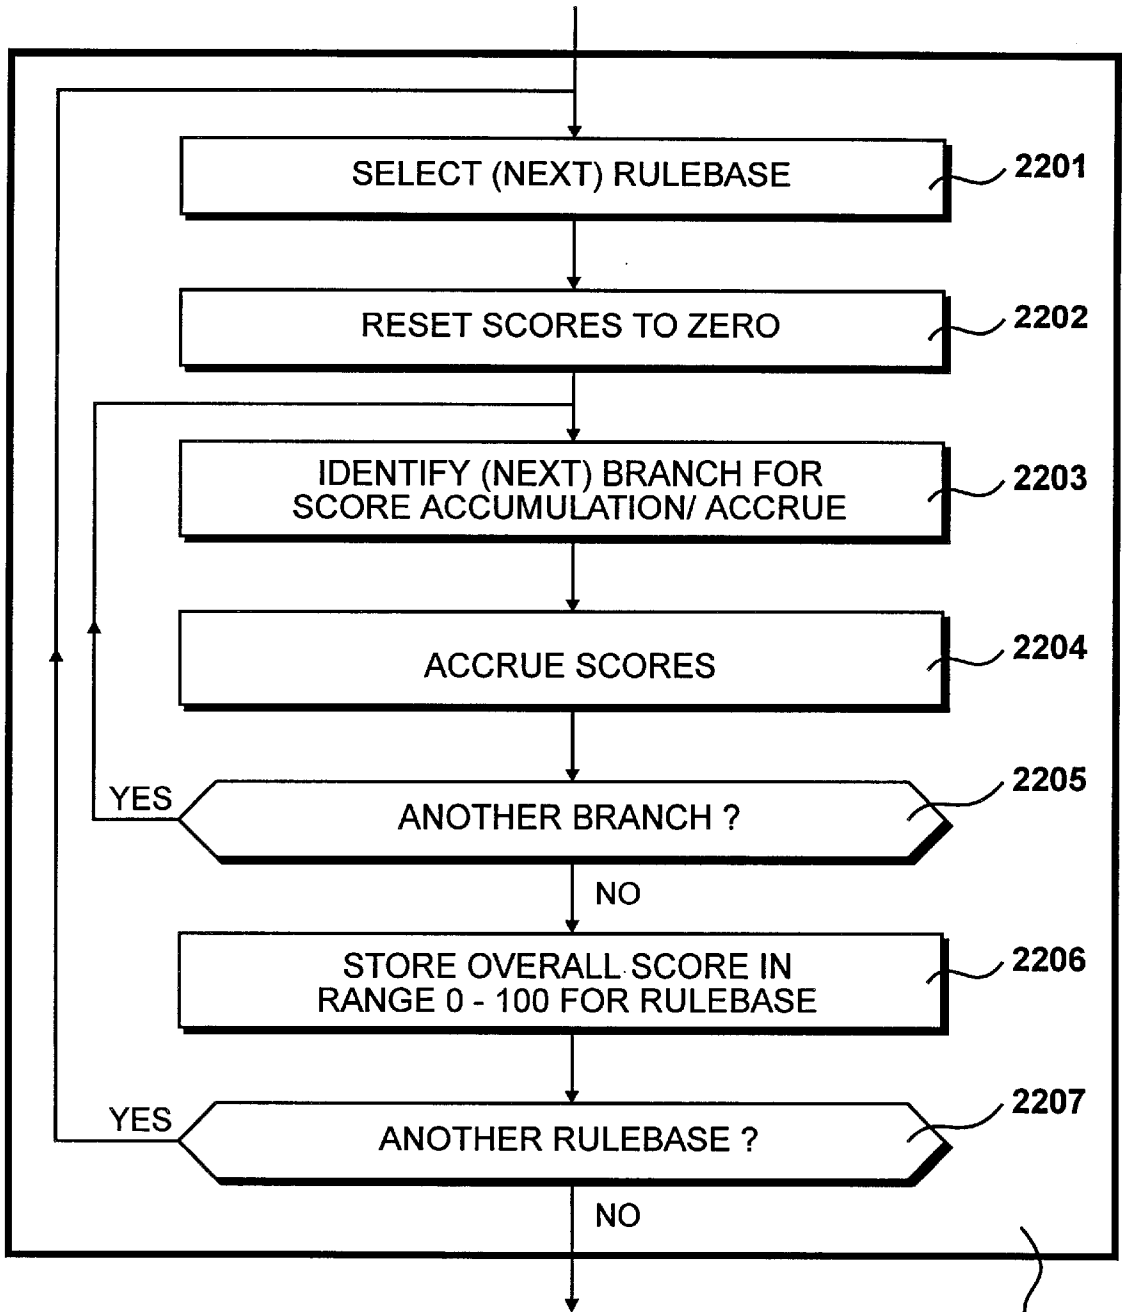 SELECT (NEXT) RULEBASE
2201
RESET SCORES TO ZERO
2202
IDENTIFY (NEXT) BRANCH FOR
SCORE ACCUMULATION/ ACCRUE
2203
ACCRUE SCORES
2204
YES
ANOTHER BRANCH ?
2205
NO
STORE OVERALL SCORE IN
RANGE 0 - 100 FOR RULEBASE
2206
YES
ANOTHER RULEBASE ?
2207
NO